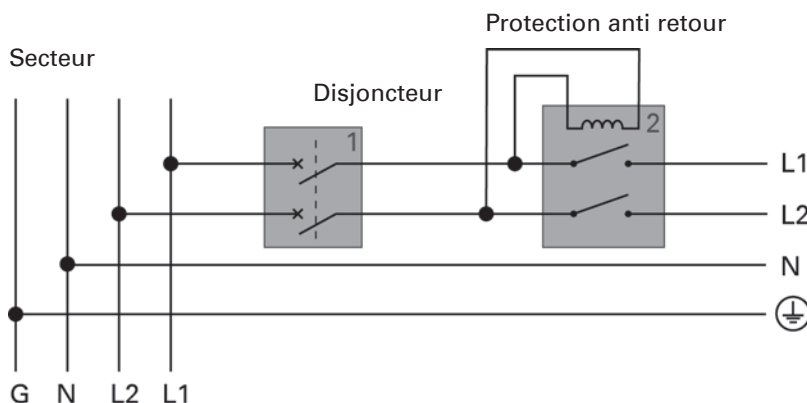 Protection anti retour
Secteur
Disjoncteur
1
2
L1
L2
N
G N L2 L1